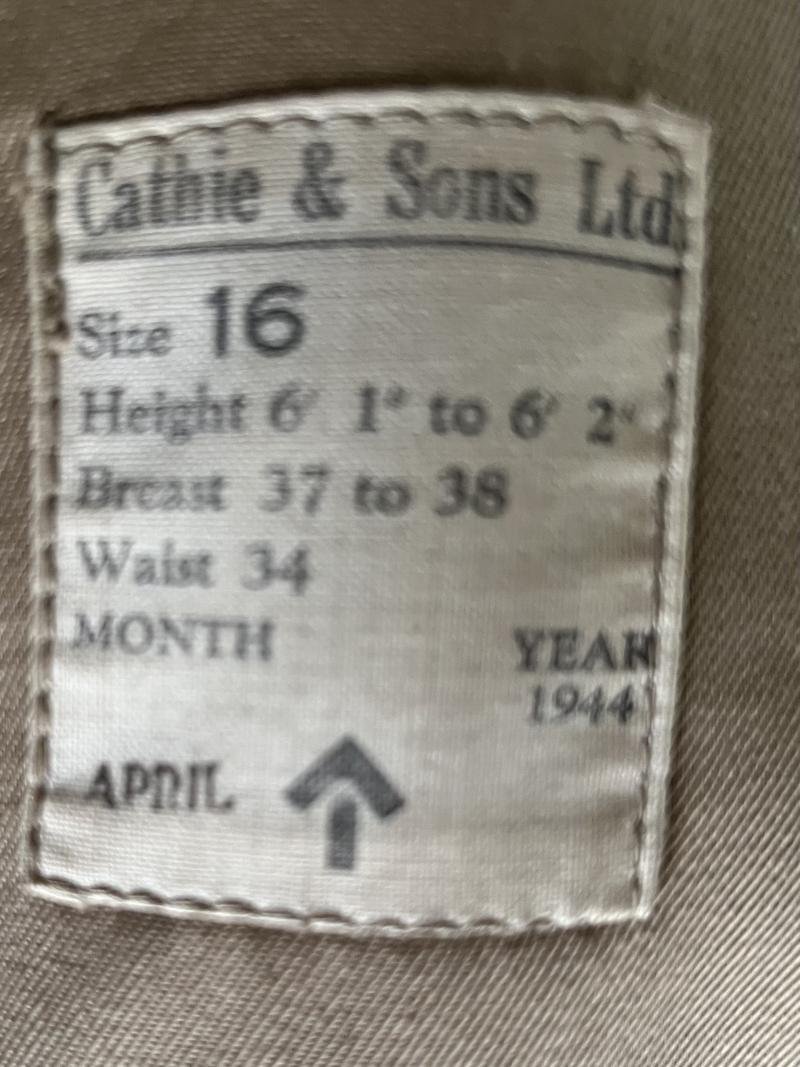 Cathie & Sons Ltd.
Size 16
Height 6' 1" to 6' 2"
Breast 37 to 38
Waist 34
MONTH YEAR
1944
APRIL